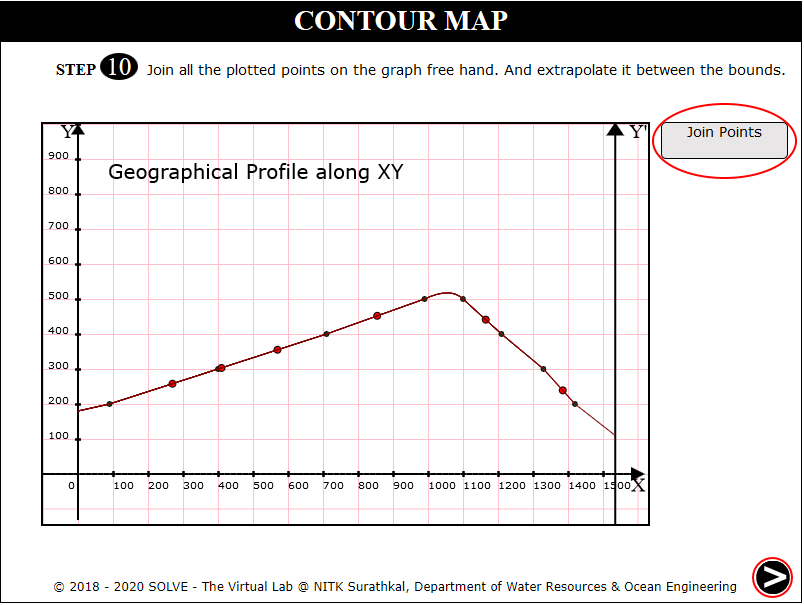 CONTOUR MAP
STEP 10 Join all the plotted points on the graph free hand. And extrapolate it between the bounds.
Y Y' Join Points
900
Geographical Profile along XY
800
700
600
500
400
300
200
100
0 100 200 300 400 500 600 700 800 900 1000 1100 1200 1300 1400 1500 X
>
© 2018 - 2020 SOLVE - The Virtual Lab @ NITK Surathkal, Department of Water Resources & Ocean Engineering